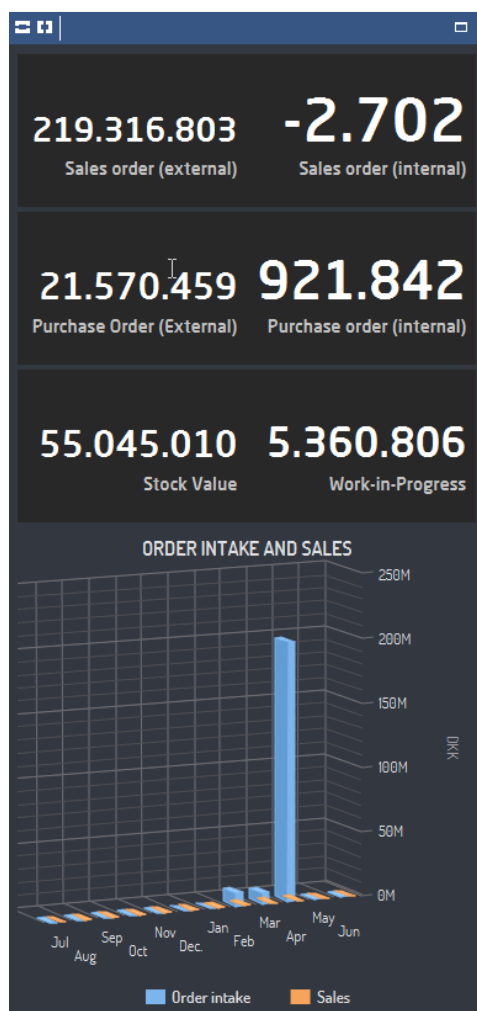 219.316.803 -2.702
Sales order (external) Sales order (internal)
21.570.459 921.842
Purchase Order (External) Purchase order (internal)
55.045.010 5.360.806
Stock Value Work-in-Progress
ORDER INTAKE AND SALES
250M
200M
150M
DKK
100M
50M
0M
Jul
Aug
Sep
Oct
Nov
Dec.
Jan
Feb
Mar
Apr
May
Jun
Order intake Sales